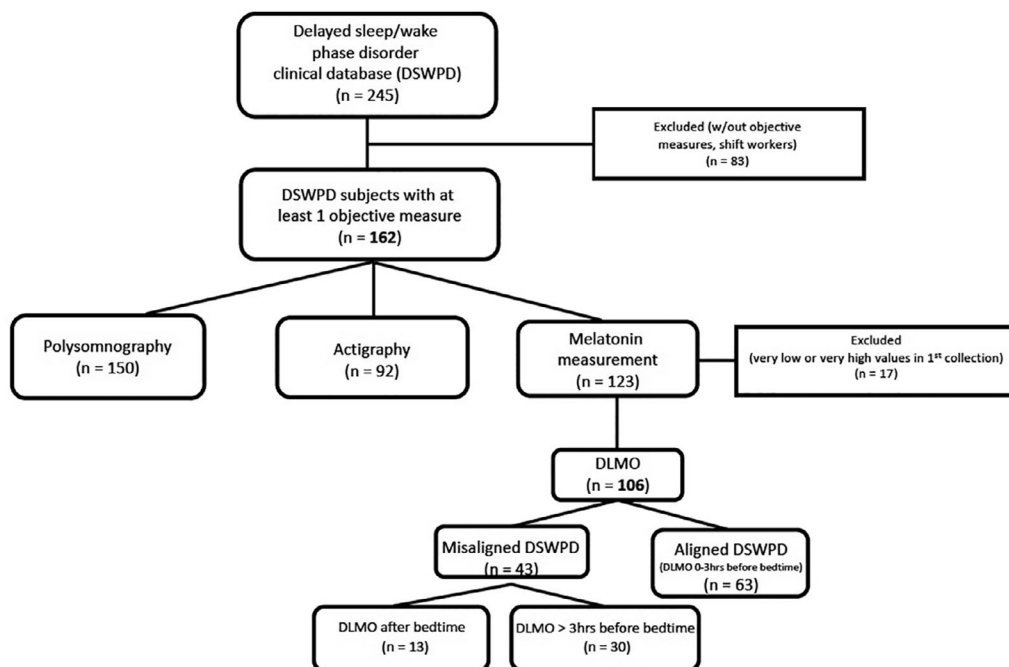 Delayed sleep/wake
phase disorder
clinical database (DSWPD)
(n = 245)
Excluded (w/out objective
measures, shift workers)
(n = 83)
DSWPD subjects with at
least 1 objective measure
(n = 162)
Polysomnography
(n = 150)
Actigraphy
(n = 92)
Melatonin
measurement
(n = 123)
Excluded
(very low or very high values in 1st collection)
(n = 17)
DLMO
(n = 106)
Misaligned DSWPD
(n = 43)
Aligned DSWPD
(DLMO 0-3hrs before bedtime)
(n = 63)
DLMO after bedtime
(n = 13)
DLMO > 3hrs before bedtime
(n = 30)